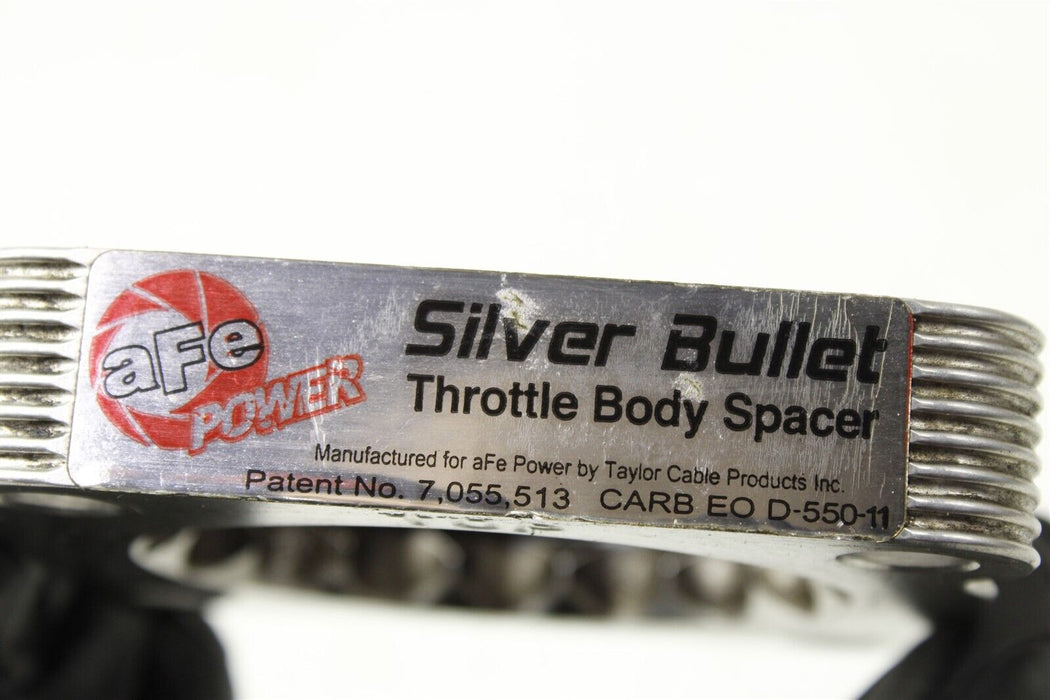 aFe
POWER
Silver Bullet
Throttle Body Spacer
Manufactured for aFe Power by Taylor Cable Products Inc.
Patent No. 7,055,513 CARB EO D-550-11